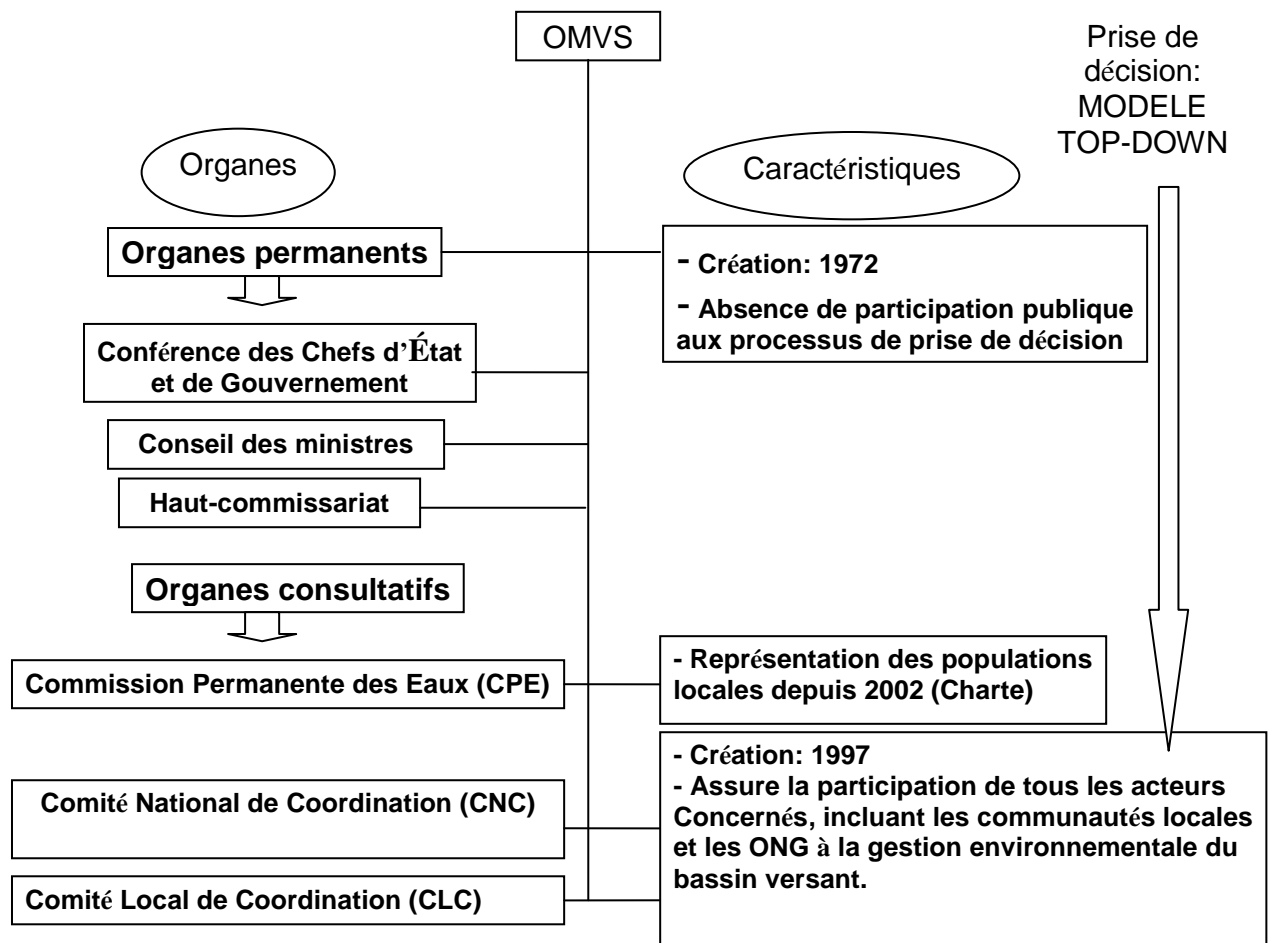 OMVS
Prise de
décision:
MODELE
TOP-DOWN
Organes
Caractéristiques
Organes permanents
- Création: 1972
- Absence de participation publique
aux processus de prise de décision
Conférence des Chefs d'État
et de Gouvernement
Conseil des ministres
Haut-commissariat
Organes consultatifs
Commission Permanente des Eaux (CPE)
- Représentation des populations
locales depuis 2002 (Charte)
Comité National de Coordination (CNC)
- Création: 1997
- Assure la participation de tous les acteurs
Concernés, incluant les communautés locales
et les ONG à la gestion environnementale du
bassin versant.
Comité Local de Coordination (CLC)